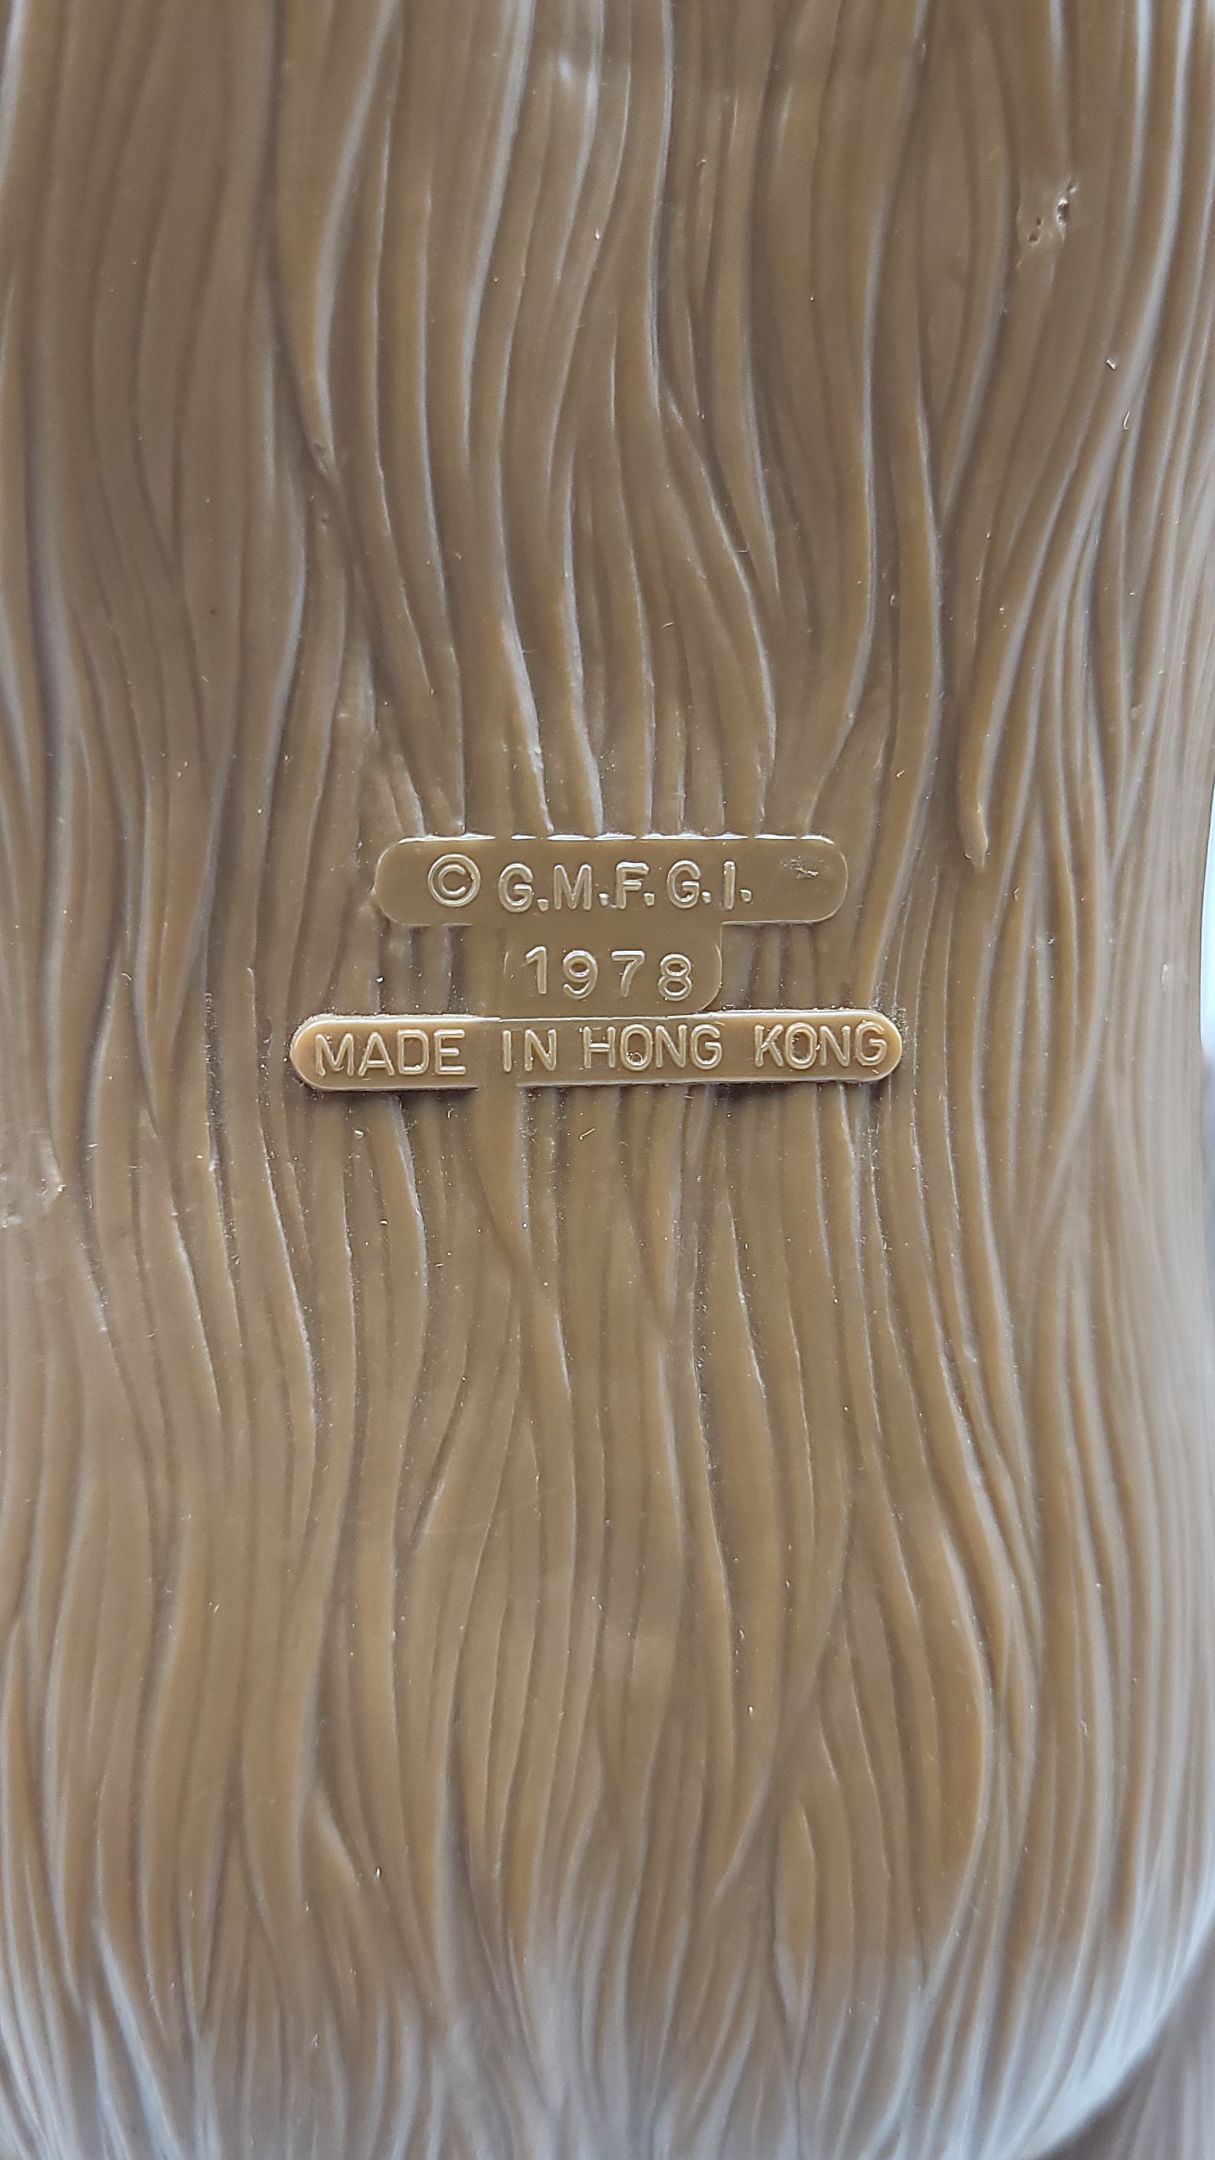 © G.M.F.G.I.
1978
MADE IN HONG KONG